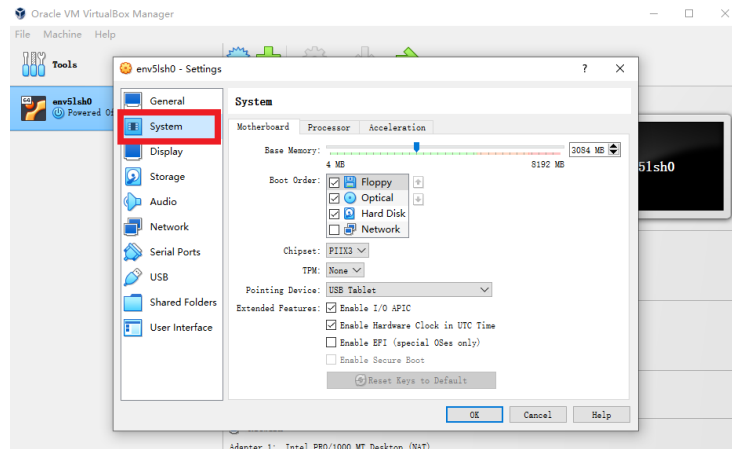 Oracle VM VirtualBox Manager
File Machine Help
Tools
env5lsh0
Powered Of
env5lsh0 - Settings
?
General
System
Display
Storage
Audio
Network
Serial Ports
USB
Shared Folders
User Interface
System
Motherboard Processor Acceleration
Base Memory: 3084 MB
4 MB 8192 MB
Boot Order: Floppy
Optical
Hard Disk
Network
Chipset: PIIX3
TPM: None
Pointing Device: USB Tablet
Extended Features: Enable I/O APIC
Enable Hardware Clock in UTC Time
Enable EFI (special OSes only)
Enable Secure Boot
Reset Keys to Default
OK Cancel Help
5lsh0
Adapter 1: Intel PRO/1000 MT Desktop (NAT)